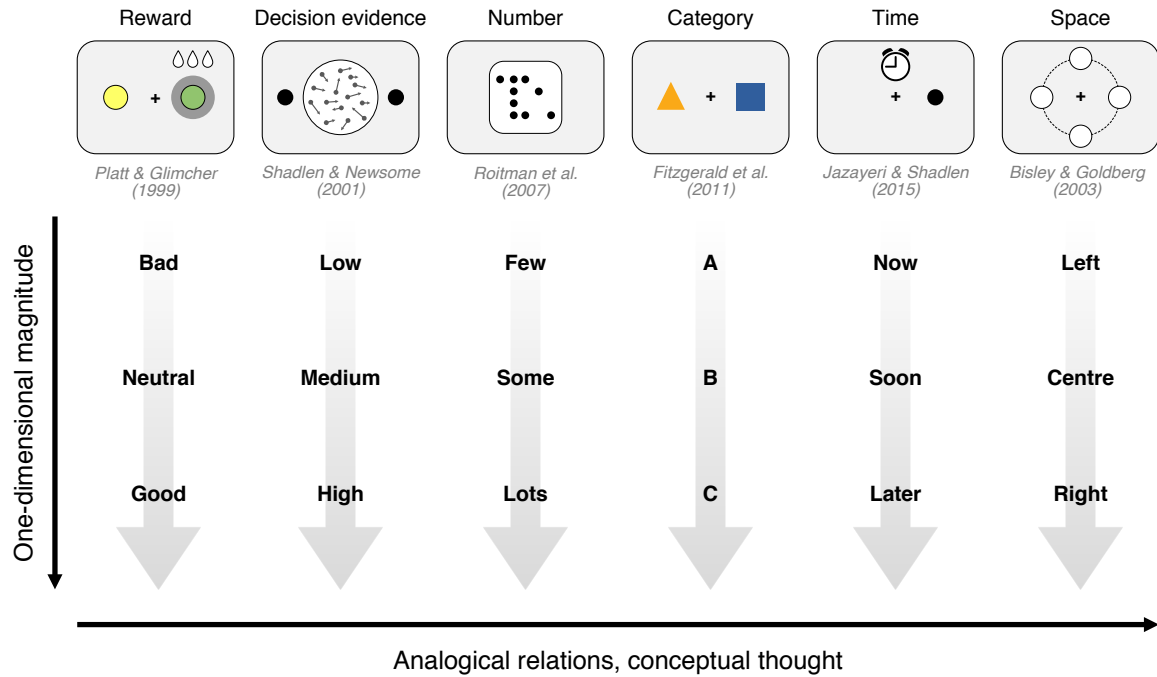 Reward Decision evidence Number Category Time Space
Platt & Glimcher Shadlen & Newsome Roitman et al. Fitzgerald et al. Jazayeri & Shadlen Bisley & Goldberg
(1999) (2001) (2007) (2011) (2015) (2003)
One-dimensional magnitude
Bad Low Few A Now Left
Neutral Medium Some B Soon Centre
Good High Lots C Later Right
Analogical relations, conceptual thought